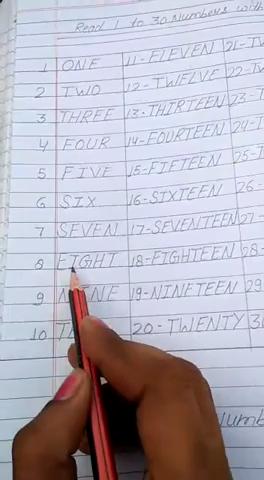 Read 1 to 30 Numbers with
1 ONE 11-ELEVEN 21-
2 TWO 12-TWELVE 22-
3 THREE 13-THIRTEEN 23-
4 FOUR 14-FOURTEEN 24-
5 FIVE 15-FIFTEEN 25-
6 SIX 16-SIXTEEN 26-
7 SEVEN 17-SEVENTEEN 27-
8 EIGHT 18-EIGHTEEN 28-
9 19-NINETEEN 29
10 20-TWENTY